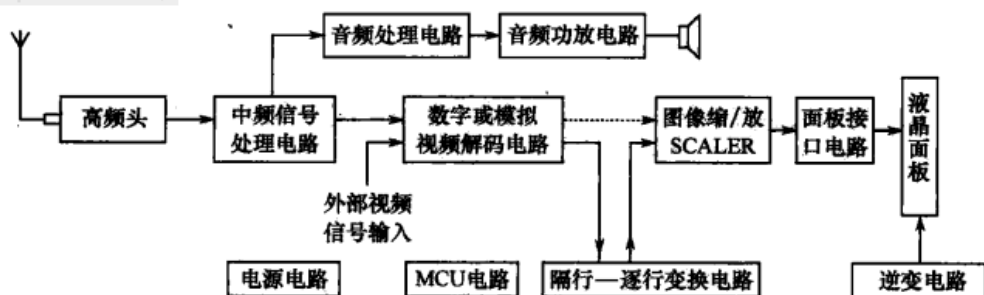 音频处理电路
音频功放电路
高频头
中频信号
处理电路
数字或模拟
视频解码电路
图像缩/放
SCALER
面板接
口电路
液晶面板
外部视频
信号输入
电源电路
MCU电路
隔行—逐行变换电路
逆变电路